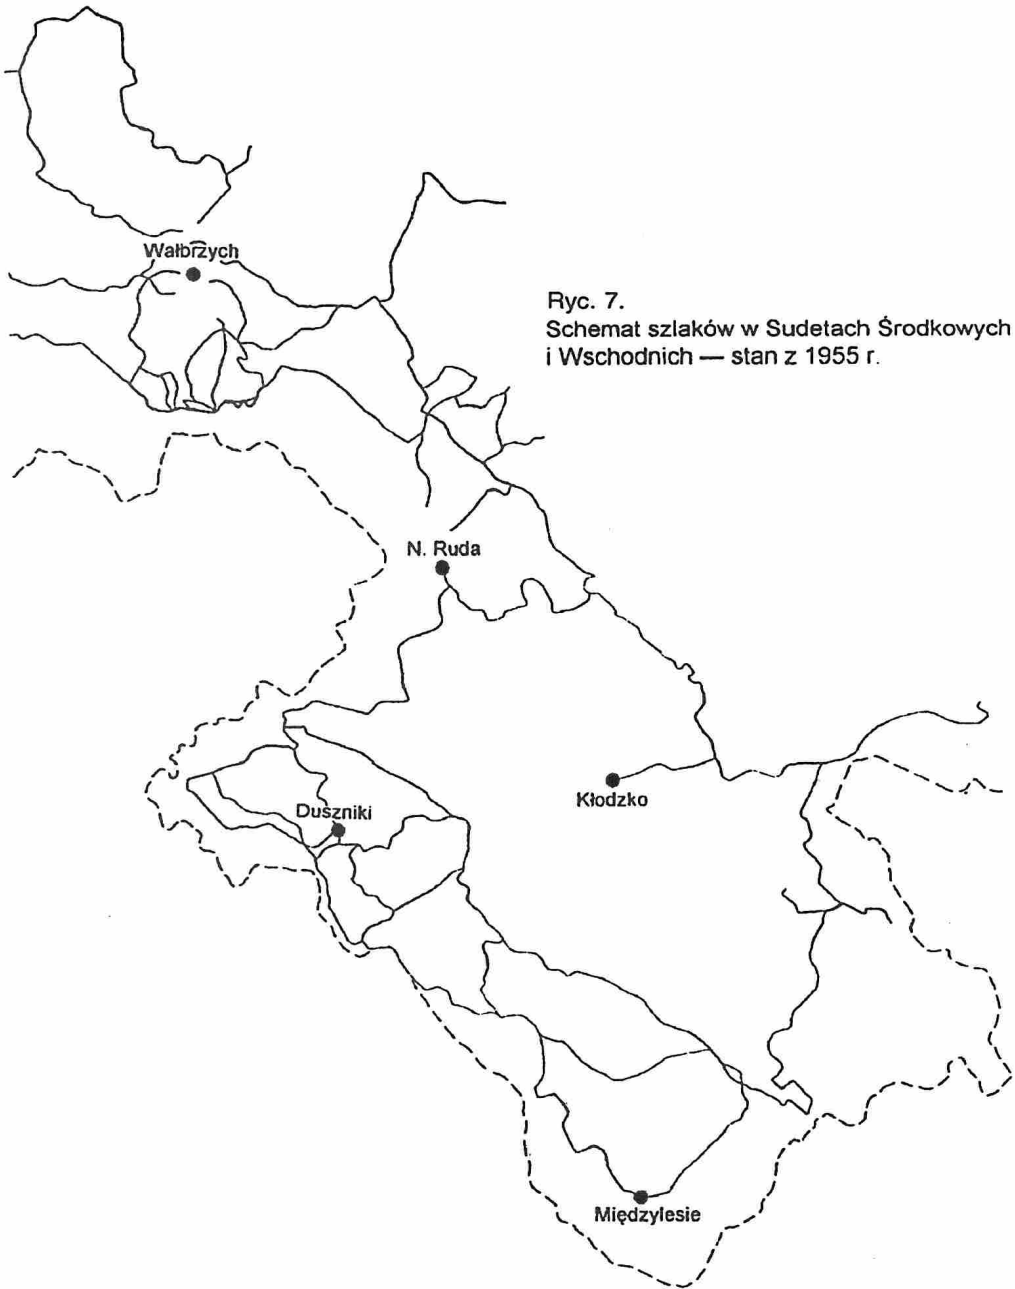 Wałbrzych
Ryc. 7.
Schemat szlaków w Sudetach Środkowych
i Wschodnich — stan z 1955 r.
N. Ruda
Kłodzko
Duszniki
Międzylesie